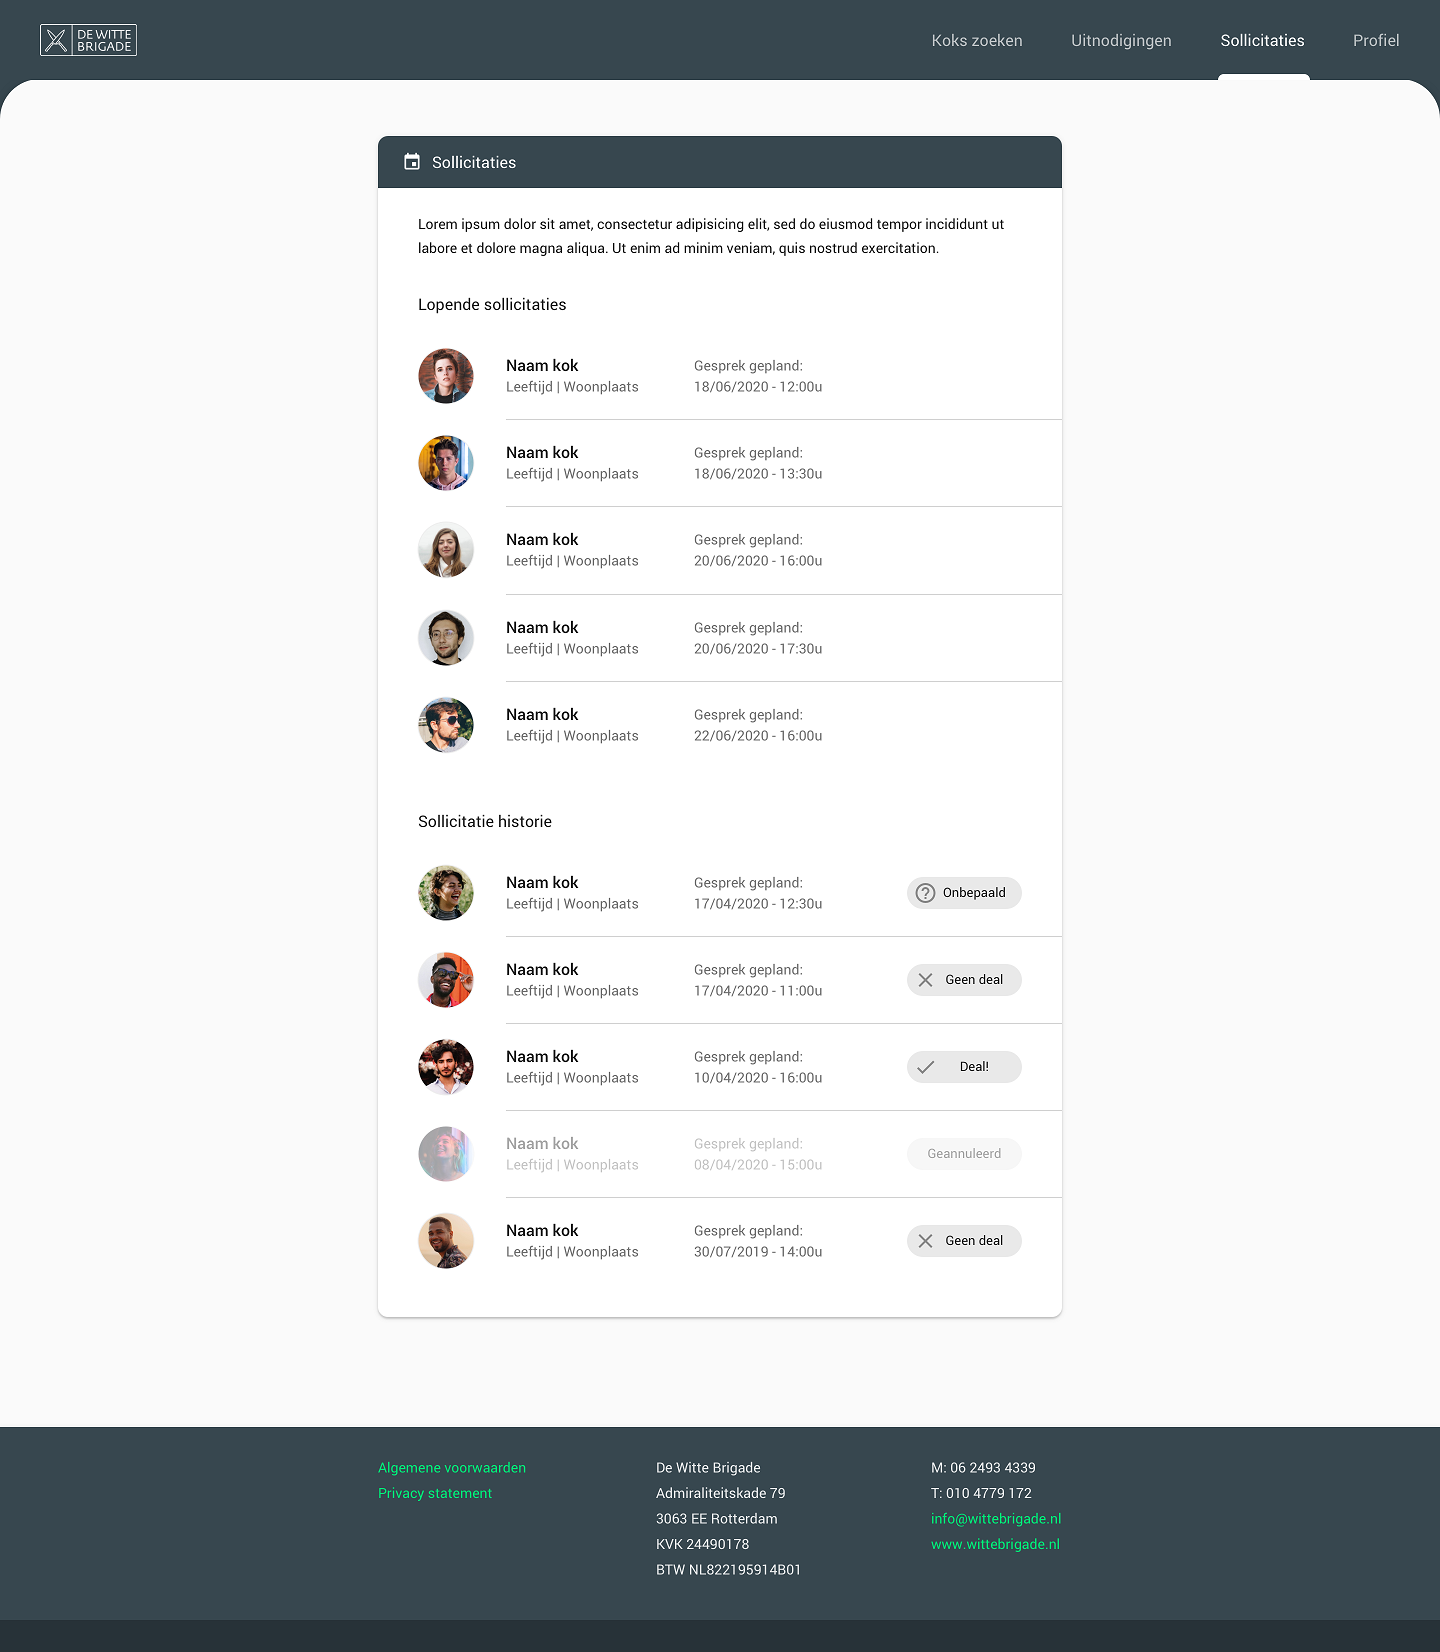 DE WITTE
BRIGADE
Koks zoeken
Uitnodigingen
Sollicitaties
Profiel
Sollicitaties
Lorem ipsum dolor sit amet, consectetur adipisicing elit, sed do eiusmod tempor incididunt ut
labore et dolore magna aliqua. Ut enim ad minim veniam, quis nostrud exercitation.
Lopende sollicitaties
Naam kok
Leeftijd | Woonplaats
Gesprek gepland:
18/06/2020 - 12:00u
Naam kok
Leeftijd | Woonplaats
Gesprek gepland:
18/06/2020 - 13:30u
Naam kok
Leeftijd | Woonplaats
Gesprek gepland:
20/06/2020 - 16:00u
Naam kok
Leeftijd | Woonplaats
Gesprek gepland:
20/06/2020 - 17:30u
Naam kok
Leeftijd | Woonplaats
Gesprek gepland:
22/06/2020 - 16:00u
Sollicitatie historie
Naam kok
Leeftijd | Woonplaats
Gesprek gepland:
17/04/2020 - 12:30u
Onbepaald
Naam kok
Leeftijd | Woonplaats
Gesprek gepland:
17/04/2020 - 11:00u
Geen deal
Naam kok
Leeftijd | Woonplaats
Gesprek gepland:
10/04/2020 - 16:00u
Deal!
Naam kok
Leeftijd | Woonplaats
Gesprek gepland:
08/04/2020 - 15:00u
Geannuleerd
Naam kok
Leeftijd | Woonplaats
Gesprek gepland:
30/07/2019 - 14:00u
Geen deal
Algemene voorwaarden
Privacy statement
De Witte Brigade
Admiraliteitskade 79
3063 EE Rotterdam
KVK 24490178
BTW NL822195914B01
M: 06 2493 4339
T: 010 4779 172
info@wittebrigade.nl
www.wittebrigade.nl